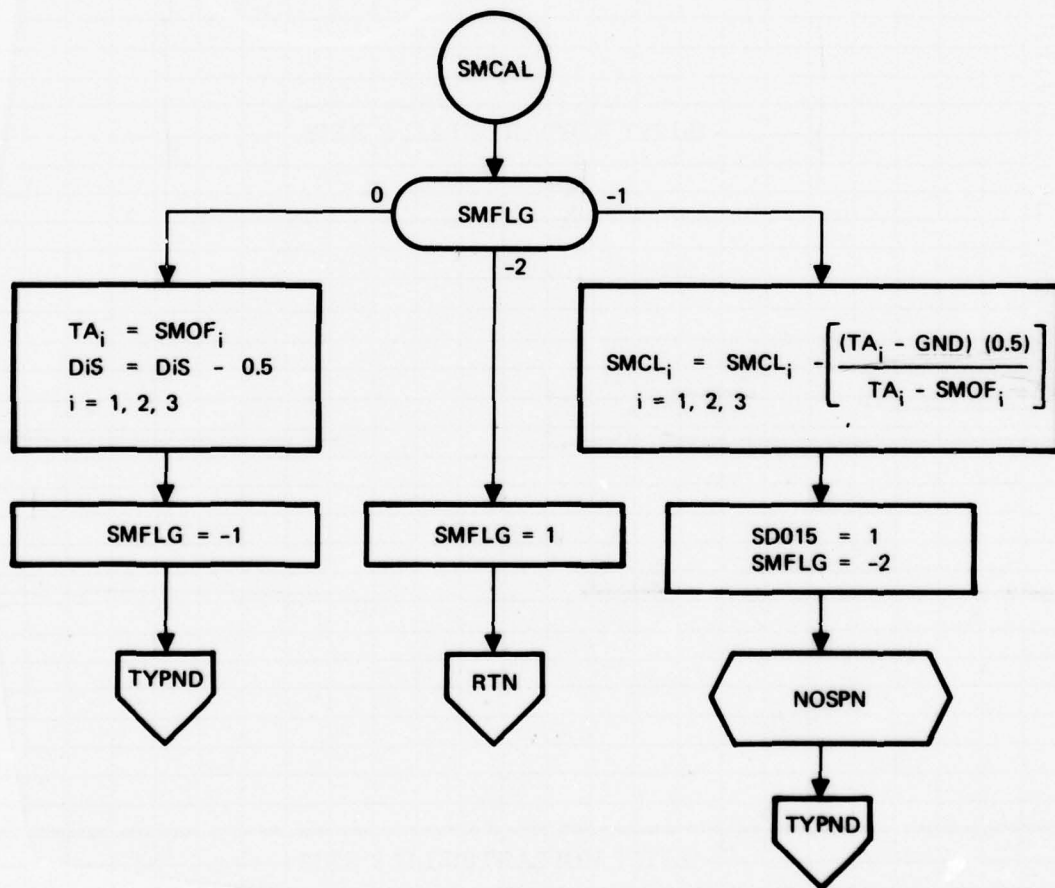 SMCAL
0
SMFLG
-1
-2
TAi = SMOFi
DiS = DiS - 0.5
i = 1, 2, 3
SMCLi = SMCLi - [(TAi - GND) (0.5) / TAi - SMOFi]
i = 1, 2, 3
SMFLG = -1
SMFLG = 1
SD015 = 1
SMFLG = -2
TYPND
RTN
NOSPN
TYPND